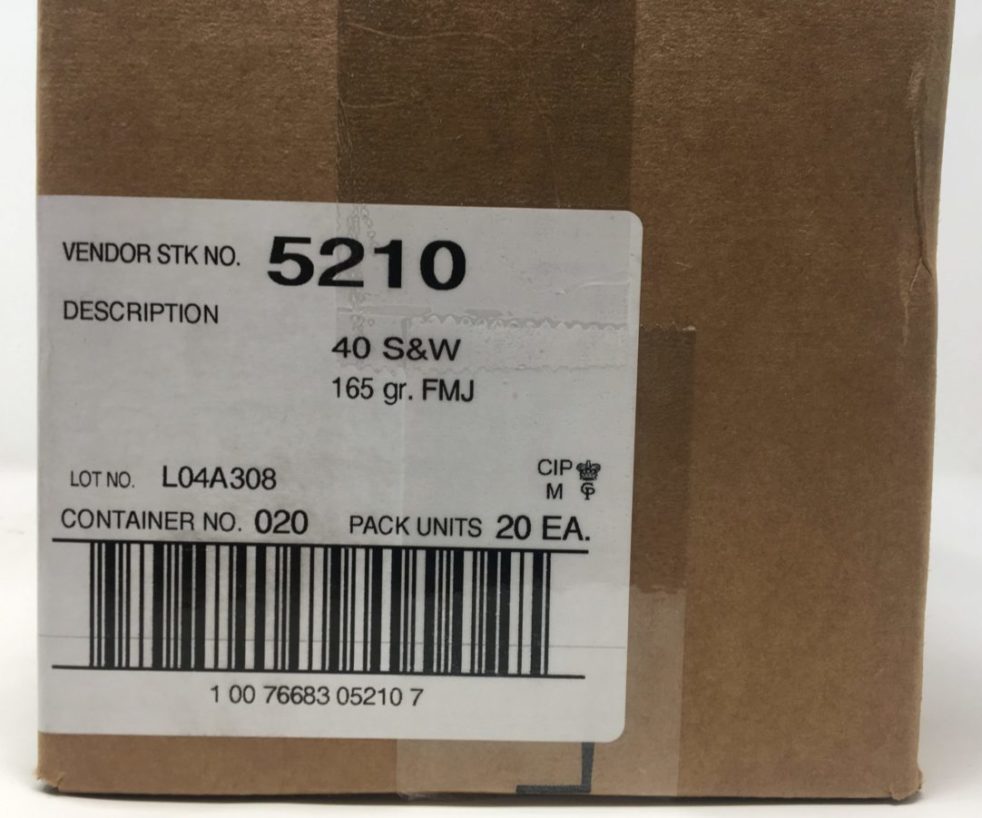 VENDOR STK NO. 5210
DESCRIPTION
40 S&W
165 gr. FMJ
LOT NO. L04A308
CIP
M
CONTAINER NO. 020 PACK UNITS 20 EA.
1 00 76683 05210 7